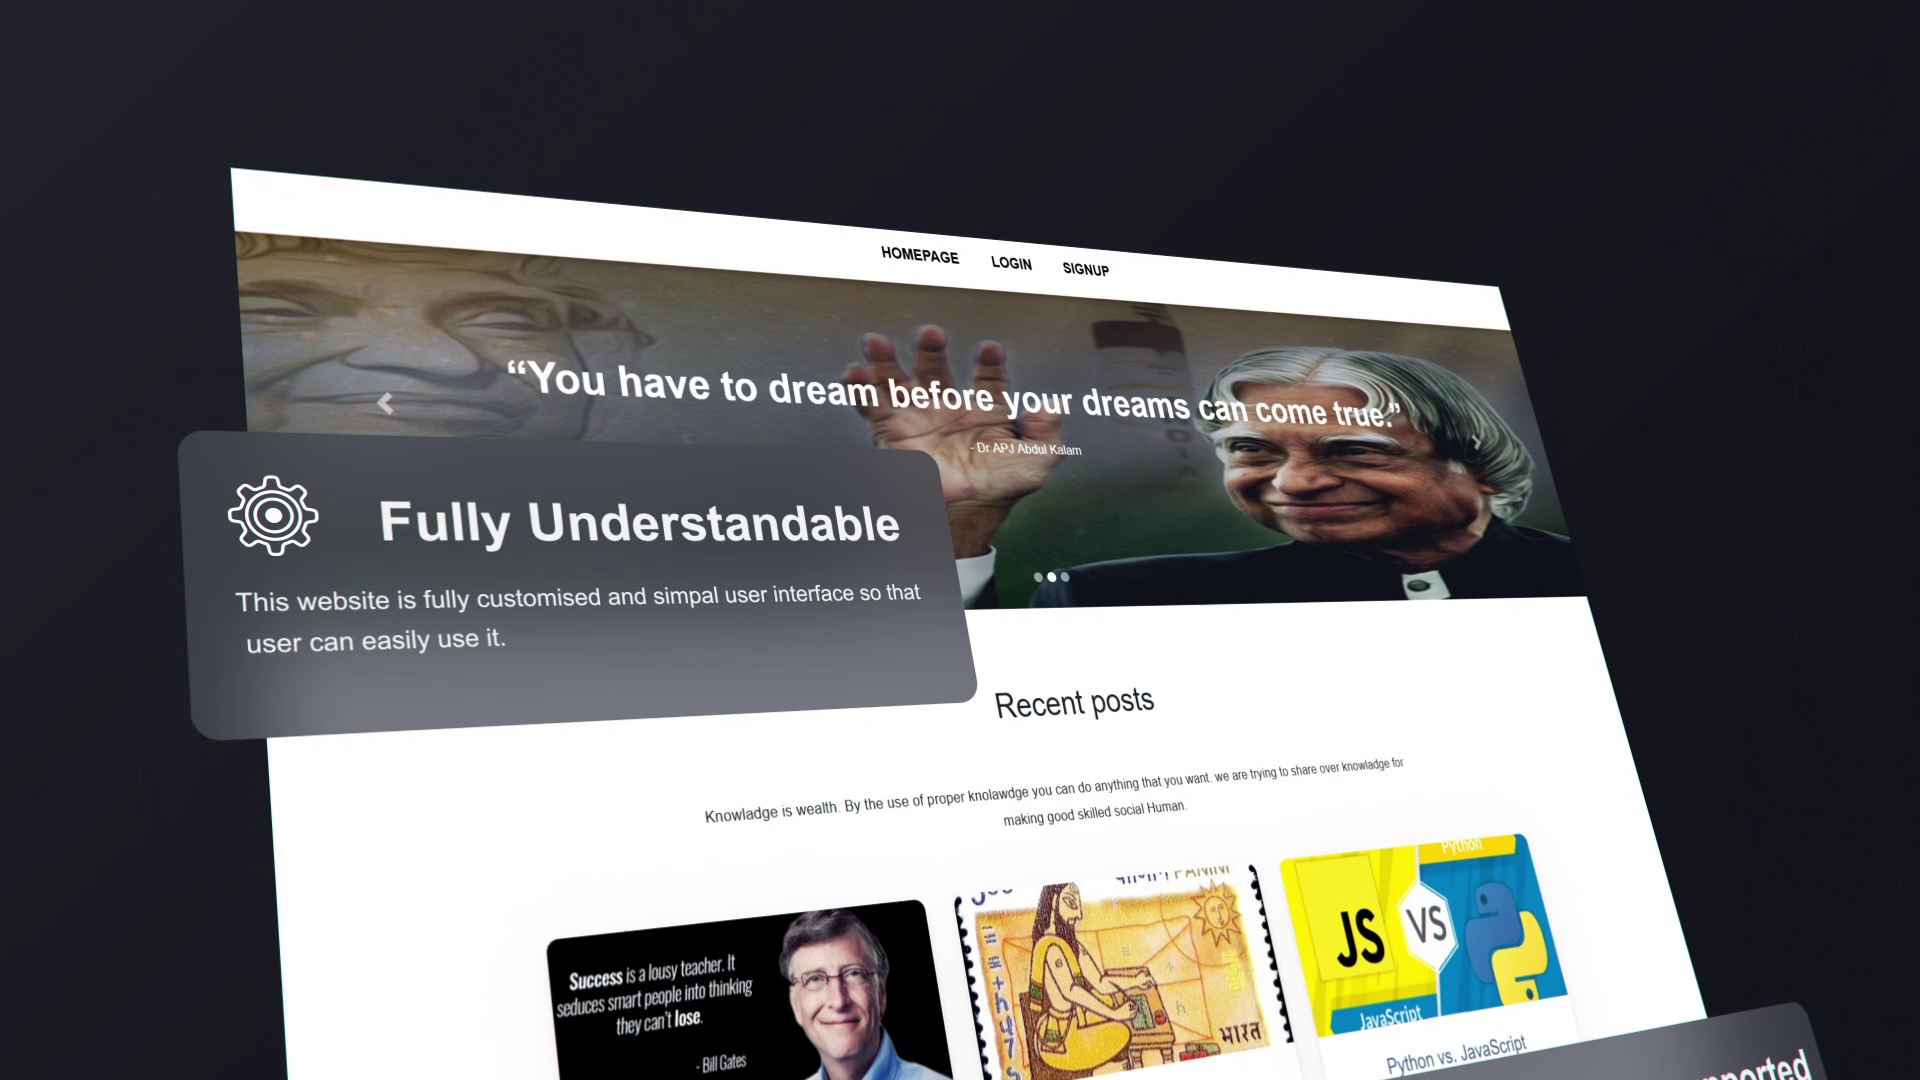 HOMEPAGE LOGIN SIGNUP
“You have to dream before your dreams can come true.”
- Dr APJ Abdul Kalam
Fully Understandable
This website is fully customised and simpal user interface so that
user can easily use it.
Recent posts
Knowladge is wealth. By the use of proper knolawdge you can do anything that you want. we are trying to share over knowladge for
making good skilled social Human.
Success is a lousy teacher. It
seduces smart people into thinking
they can't lose.
- Bill Gates
PANINI
भारत
Python
JS VS
JavaScript
Python vs. JavaScript